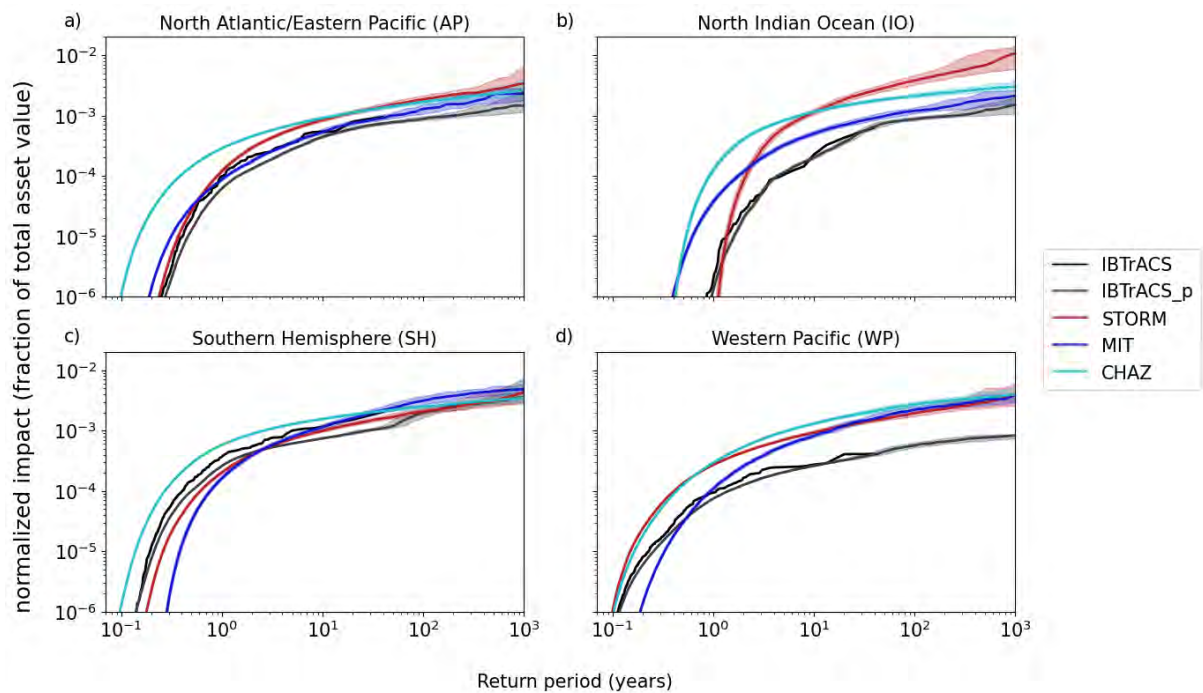 a) North Atlantic/Eastern Pacific (AP)
b) North Indian Ocean (IO)
10⁻²
10⁻³
10⁻⁴
10⁻⁵
10⁻⁶
c) Southern Hemisphere (SH)
d) Western Pacific (WP)
10⁻²
10⁻³
10⁻⁴
10⁻⁵
10⁻⁶
10⁻¹ 10⁰ 10¹ 10² 10³
10⁻¹ 10⁰ 10¹ 10² 10³
normalized impact (fraction of total asset value)
Return period (years)
IBTrACS
IBTrACS_p
STORM
MIT
CHAZ